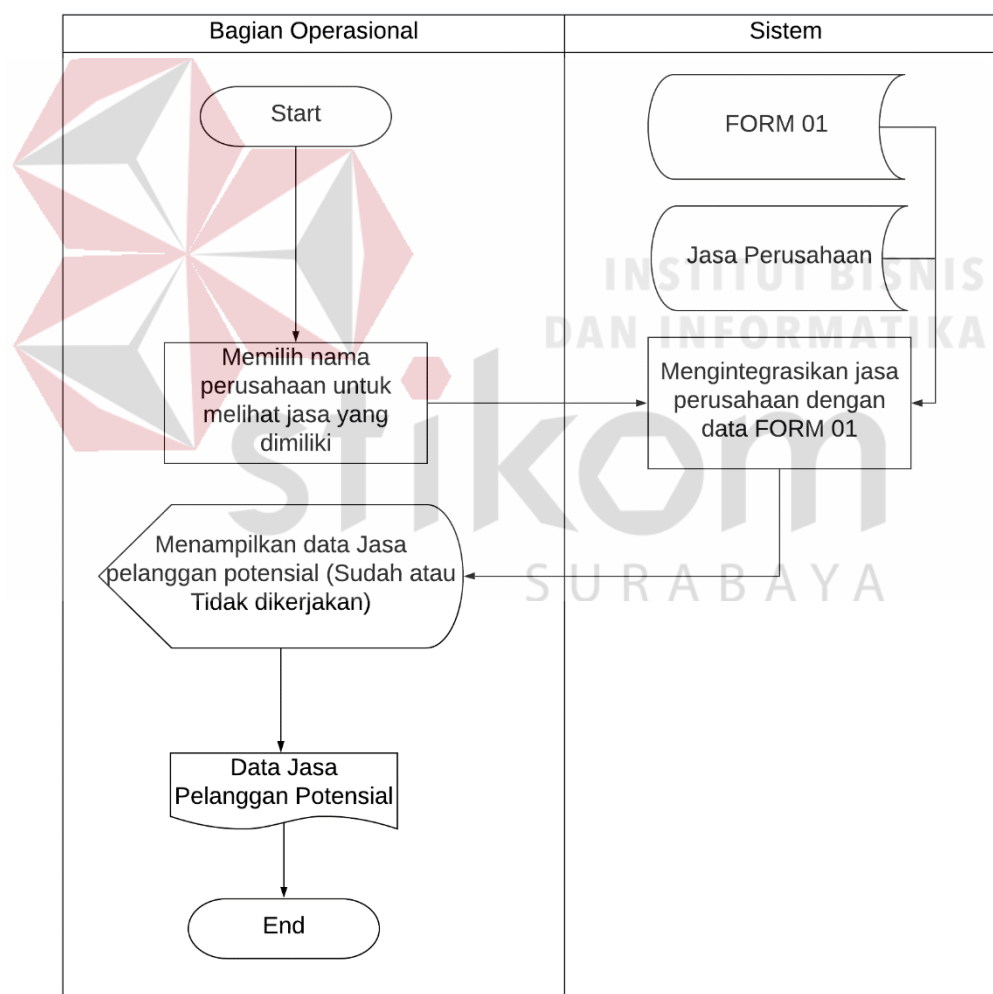 Bagian Operasional
Sistem
Start
FORM 01
Jasa Perusahaan
INSTITUT BISNIS
DAN INFORMATIKA
Memilih nama
perusahaan untuk
melihat jasa yang
dimiliki
Mengintegrasikan jasa
perusahaan dengan
data FORM 01
stikom
SURABAYA
Menampilkan data Jasa
pelanggan potensial (Sudah atau
Tidak dikerjakan)
Data Jasa
Pelanggan Potensial
End